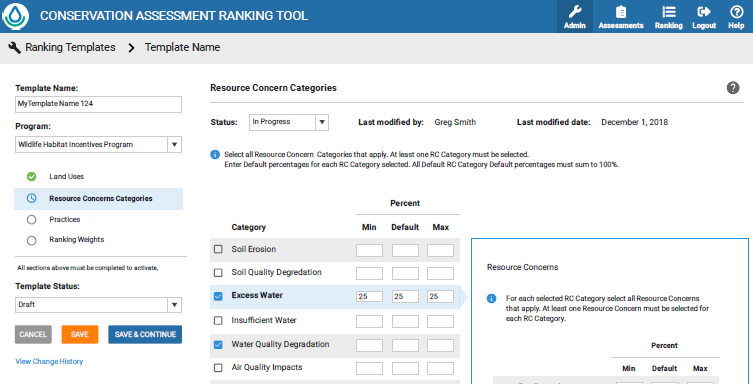 CONSERVATION ASSESSMENT RANKING TOOL
Admin
Assessments
Ranking
Logout
Help
Ranking Templates > Template Name
Template Name:
MyTemplate Name 124
Program:
Wildlife Habitat Incentives Program
Land Uses
Resource Concerns Categories
Practices
Ranking Weights
All sections above must be completed to activate,
Template Status:
Draft
CANCEL
SAVE
SAVE & CONTINUE
View Change History
Resource Concern Categories
?
Status: In Progress Last modified by: Greg Smith Last modified date: December 1, 2018
Select all Resource Concern Categories that apply. At least one RC Category must be selected.
Enter Default percentages for each RC Category selected. All Default RC Category Default percentages must sum to 100%.
Percent
Category Min Default Max
Soil Erosion
Soil Quality Degredation
Excess Water 25 25 25
Insufficient Water
Water Quality Degradation
Air Quality Impacts
Resource Concerns
For each selected RC Category select all Resource Concerns
that apply. At least one Resource Concern must be selected for
each RC Category.
Percent
Min Default Max